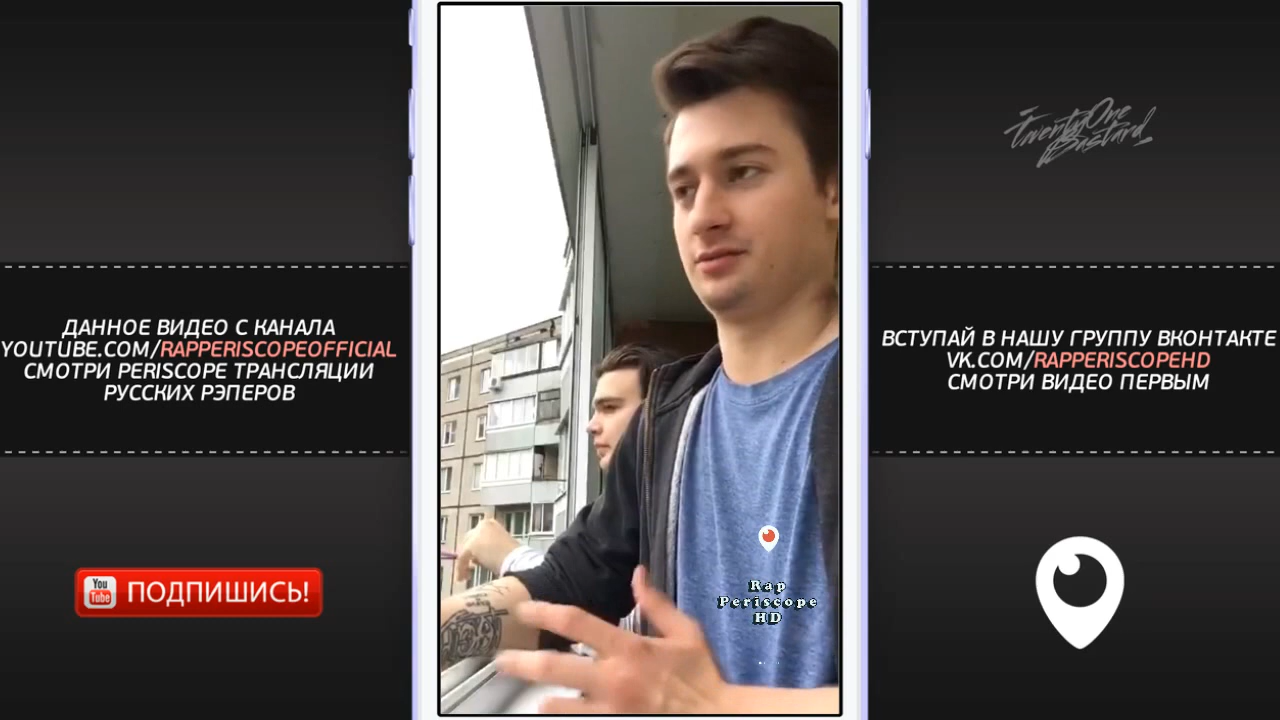 ДАННОЕ ВИДЕО С КАНАЛА
YOUTUBE.COM/RAPPERISCOPEOFFICIAL
СМОТРИ PERISCOPE ТРАНСЛЯЦИИ
РУССКИХ РЭПЕРОВ
You
Tube
ПОДПИШИСЬ!
Rap
Periscope
HD
TwentyOne
Bastard
ВСТУПАЙ В НАШУ ГРУППУ ВКОНТАКТЕ
VK.COM/RAPPERISCOPEHD
СМОТРИ ВИДЕО ПЕРВЫМ